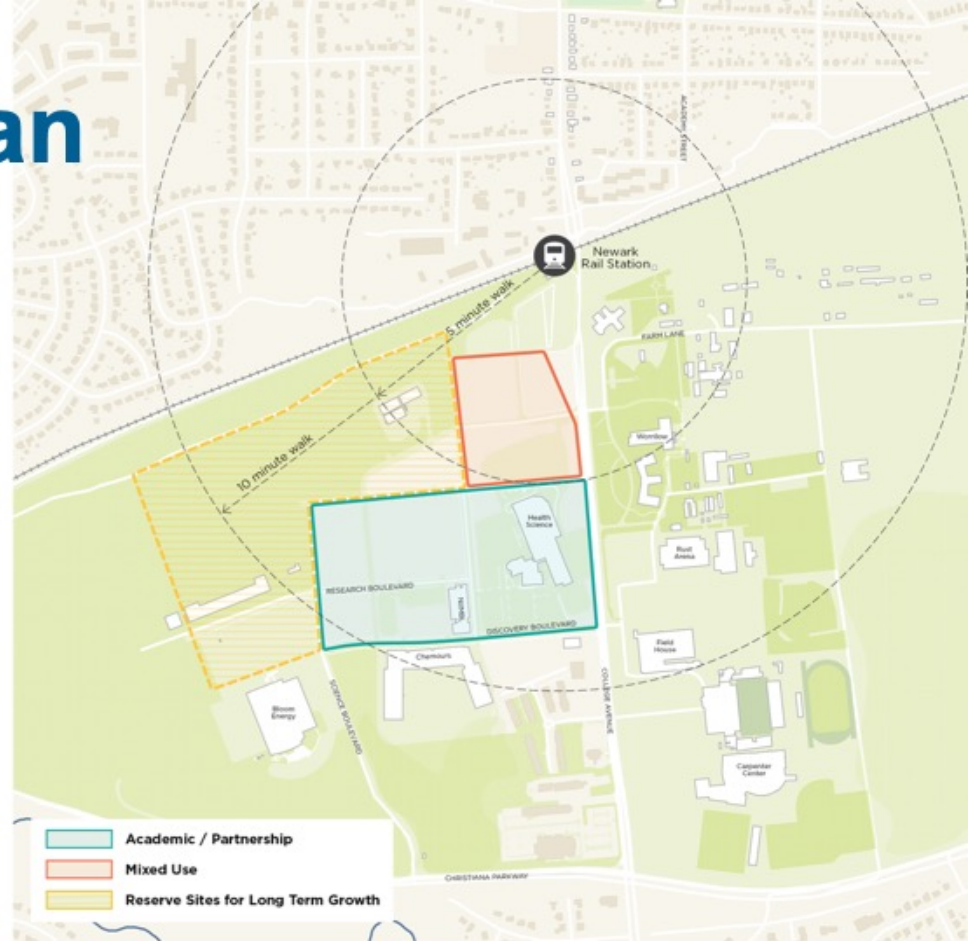 an
ACADEMY STREET
Newark
Rail Station
5 minute walk
FARM LANE
10 minute walk
Worrilow
Health
Science
Rust
Arena
RESEARCH BOULEVARD
NIIMBL
DISCOVERY BOULEVARD
Field
House
Chemours
SCIENCE BOULEVARD
COLLEGE AVENUE
Bloom
Energy
Carpenter
Center
Academic / Partnership
Mixed Use
Reserve Sites for Long Term Growth
CHRISTIANA PARKWAY